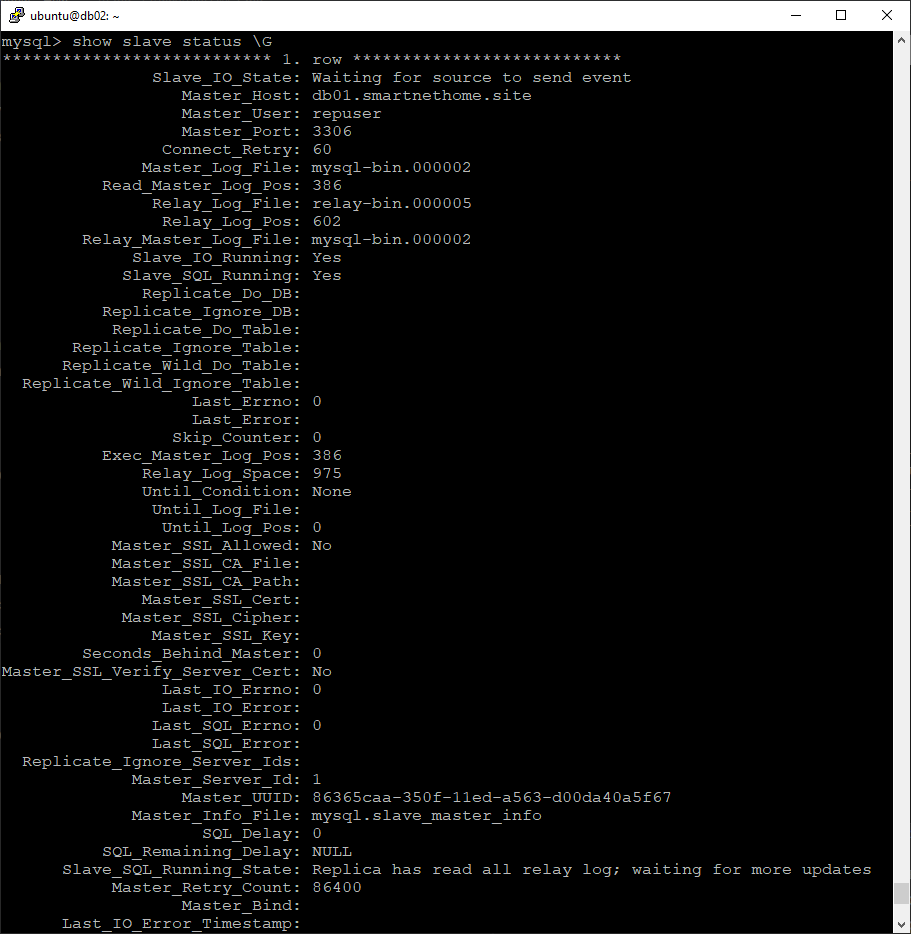 ubuntu@db02: ~
mysql> show slave status \G
*************************** 1. row ***************************
Slave_IO_State: Waiting for source to send event
Master_Host: db01.smartnethome.site
Master_User: repuser
Master_Port: 3306
Connect_Retry: 60
Master_Log_File: mysql-bin.000002
Read_Master_Log_Pos: 386
Relay_Log_File: relay-bin.000005
Relay_Log_Pos: 602
Relay_Master_Log_File: mysql-bin.000002
Slave_IO_Running: Yes
Slave_SQL_Running: Yes
Replicate_Do_DB:
Replicate_Ignore_DB:
Replicate_Do_Table:
Replicate_Ignore_Table:
Replicate_Wild_Do_Table:
Replicate_Wild_Ignore_Table:
Last_Errno: 0
Last_Error:
Skip_Counter: 0
Exec_Master_Log_Pos: 386
Relay_Log_Space: 975
Until_Condition: None
Until_Log_File:
Until_Log_Pos: 0
Master_SSL_Allowed: No
Master_SSL_CA_File:
Master_SSL_CA_Path:
Master_SSL_Cert:
Master_SSL_Cipher:
Master_SSL_Key:
Seconds_Behind_Master: 0
Master_SSL_Verify_Server_Cert: No
Last_IO_Errno: 0
Last_IO_Error:
Last_SQL_Errno: 0
Last_SQL_Error:
Replicate_Ignore_Server_Ids:
Master_Server_Id: 1
Master_UUID: 86365caa-350f-11ed-a563-d00da40a5f67
Master_Info_File: mysql.slave_master_info
SQL_Delay: 0
SQL_Remaining_Delay: NULL
Slave_SQL_Running_State: Replica has read all relay log; waiting for more updates
Master_Retry_Count: 86400
Master_Bind:
Last_IO_Error_Timestamp: